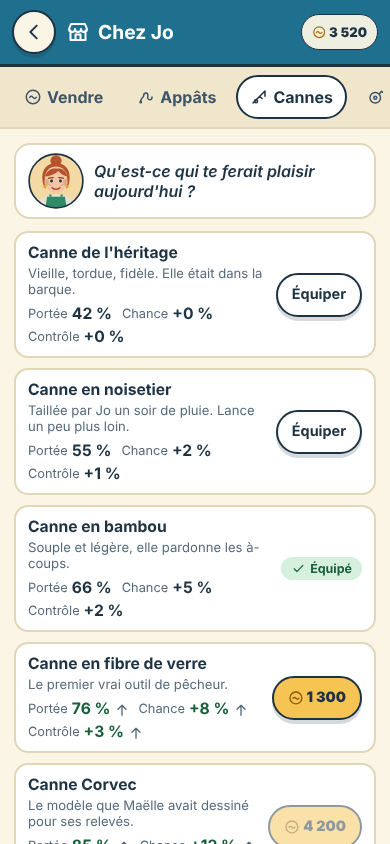 Chez Jo
3 520
Vendre
Appâts
Cannes
Qu'est-ce qui te ferait plaisir
aujourd'hui ?
Canne de l'héritage
Vieille, tordue, fidèle. Elle était dans la
barque.
Portée 42 % Chance +0 %
Contrôle +0 %
Équiper
Canne en noisetier
Taillée par Jo un soir de pluie. Lance
un peu plus loin.
Portée 55 % Chance +2 %
Contrôle +1 %
Équiper
Canne en bambou
Souple et légère, elle pardonne les à-
coups.
Portée 66 % Chance +5 %
Contrôle +2 %
Équipé
Canne en fibre de verre
Le premier vrai outil de pêcheur.
Portée 76 % ↑ Chance +8 % ↑
Contrôle +3 % ↑
1 300
Canne Corvec
Le modèle que Maëlle avait dessiné
pour ses relevés.
Portée 85 % ↑ Chance +12 % ↑
4 200